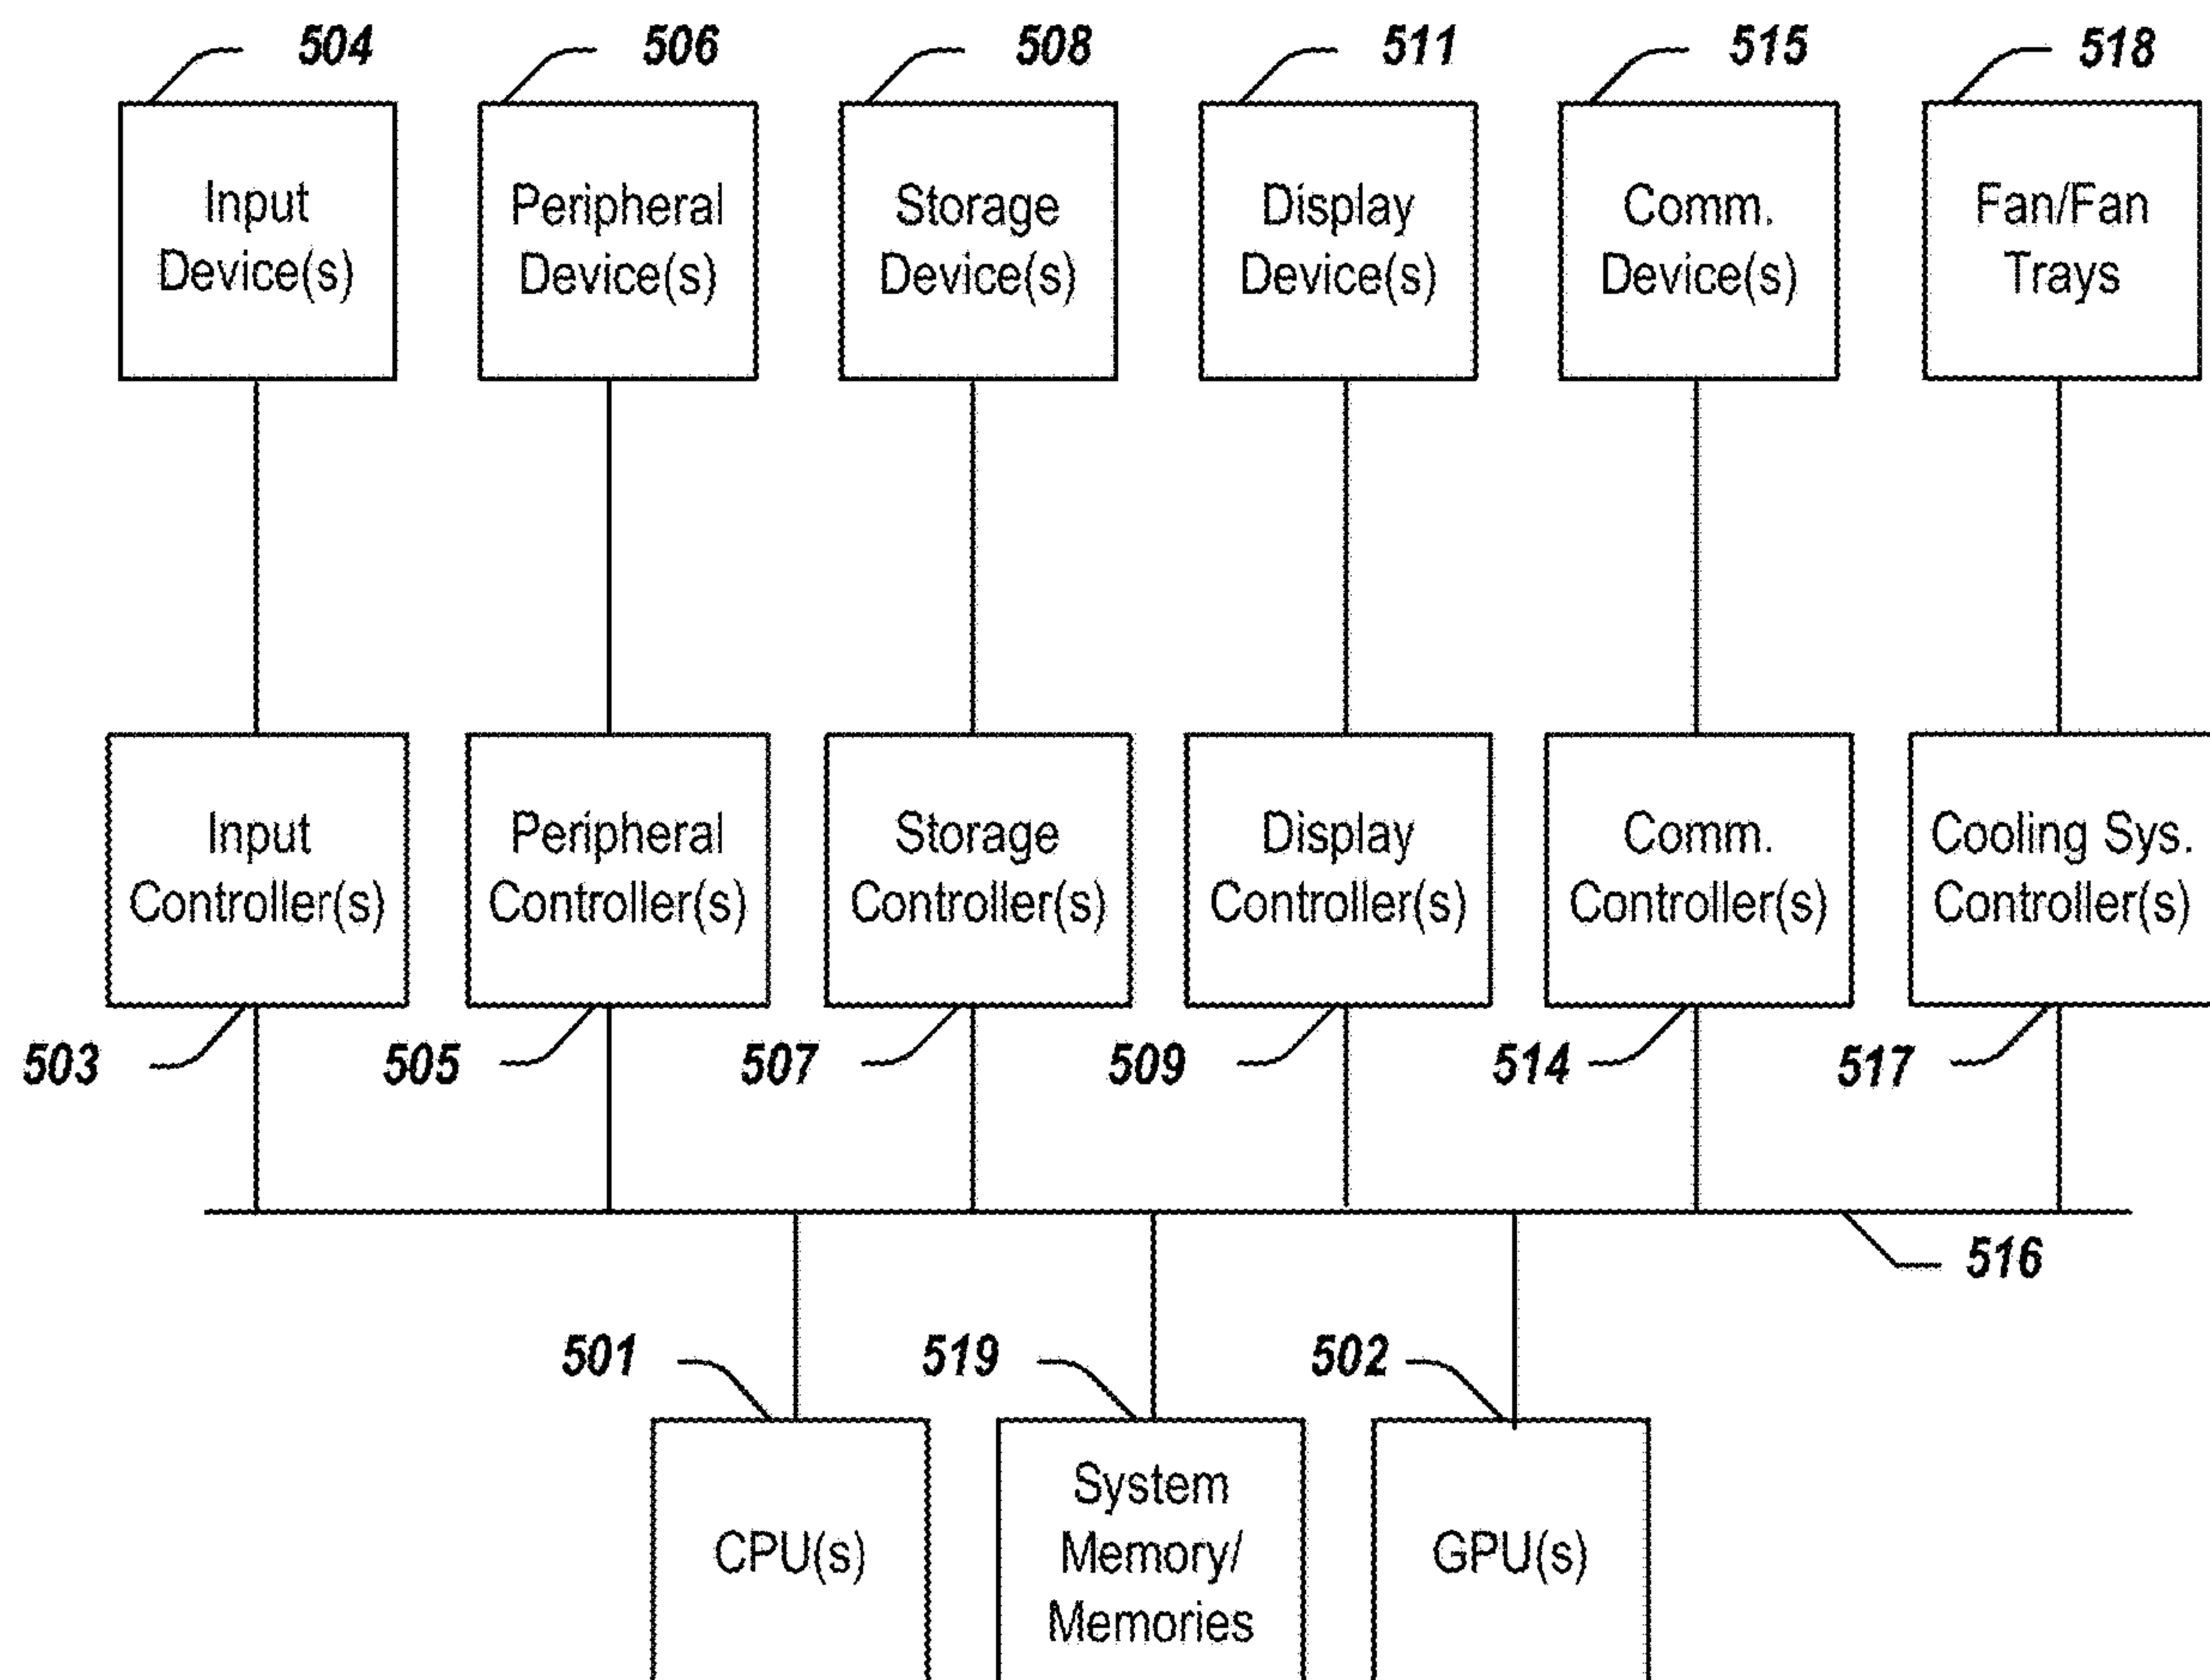 504 506 508 511 515 518
Input Peripheral Storage Display Comm. Fan/Fan
Device(s) Device(s) Device(s) Device(s) Device(s) Trays
Input Peripheral Storage Display Comm. Cooling Sys.
Controller(s) Controller(s) Controller(s) Controller(s) Controller(s) Controller(s)
503 505 507 509 514 517
516
501 519 502
System
CPU(s) Memory/ GPU(s)
Memories